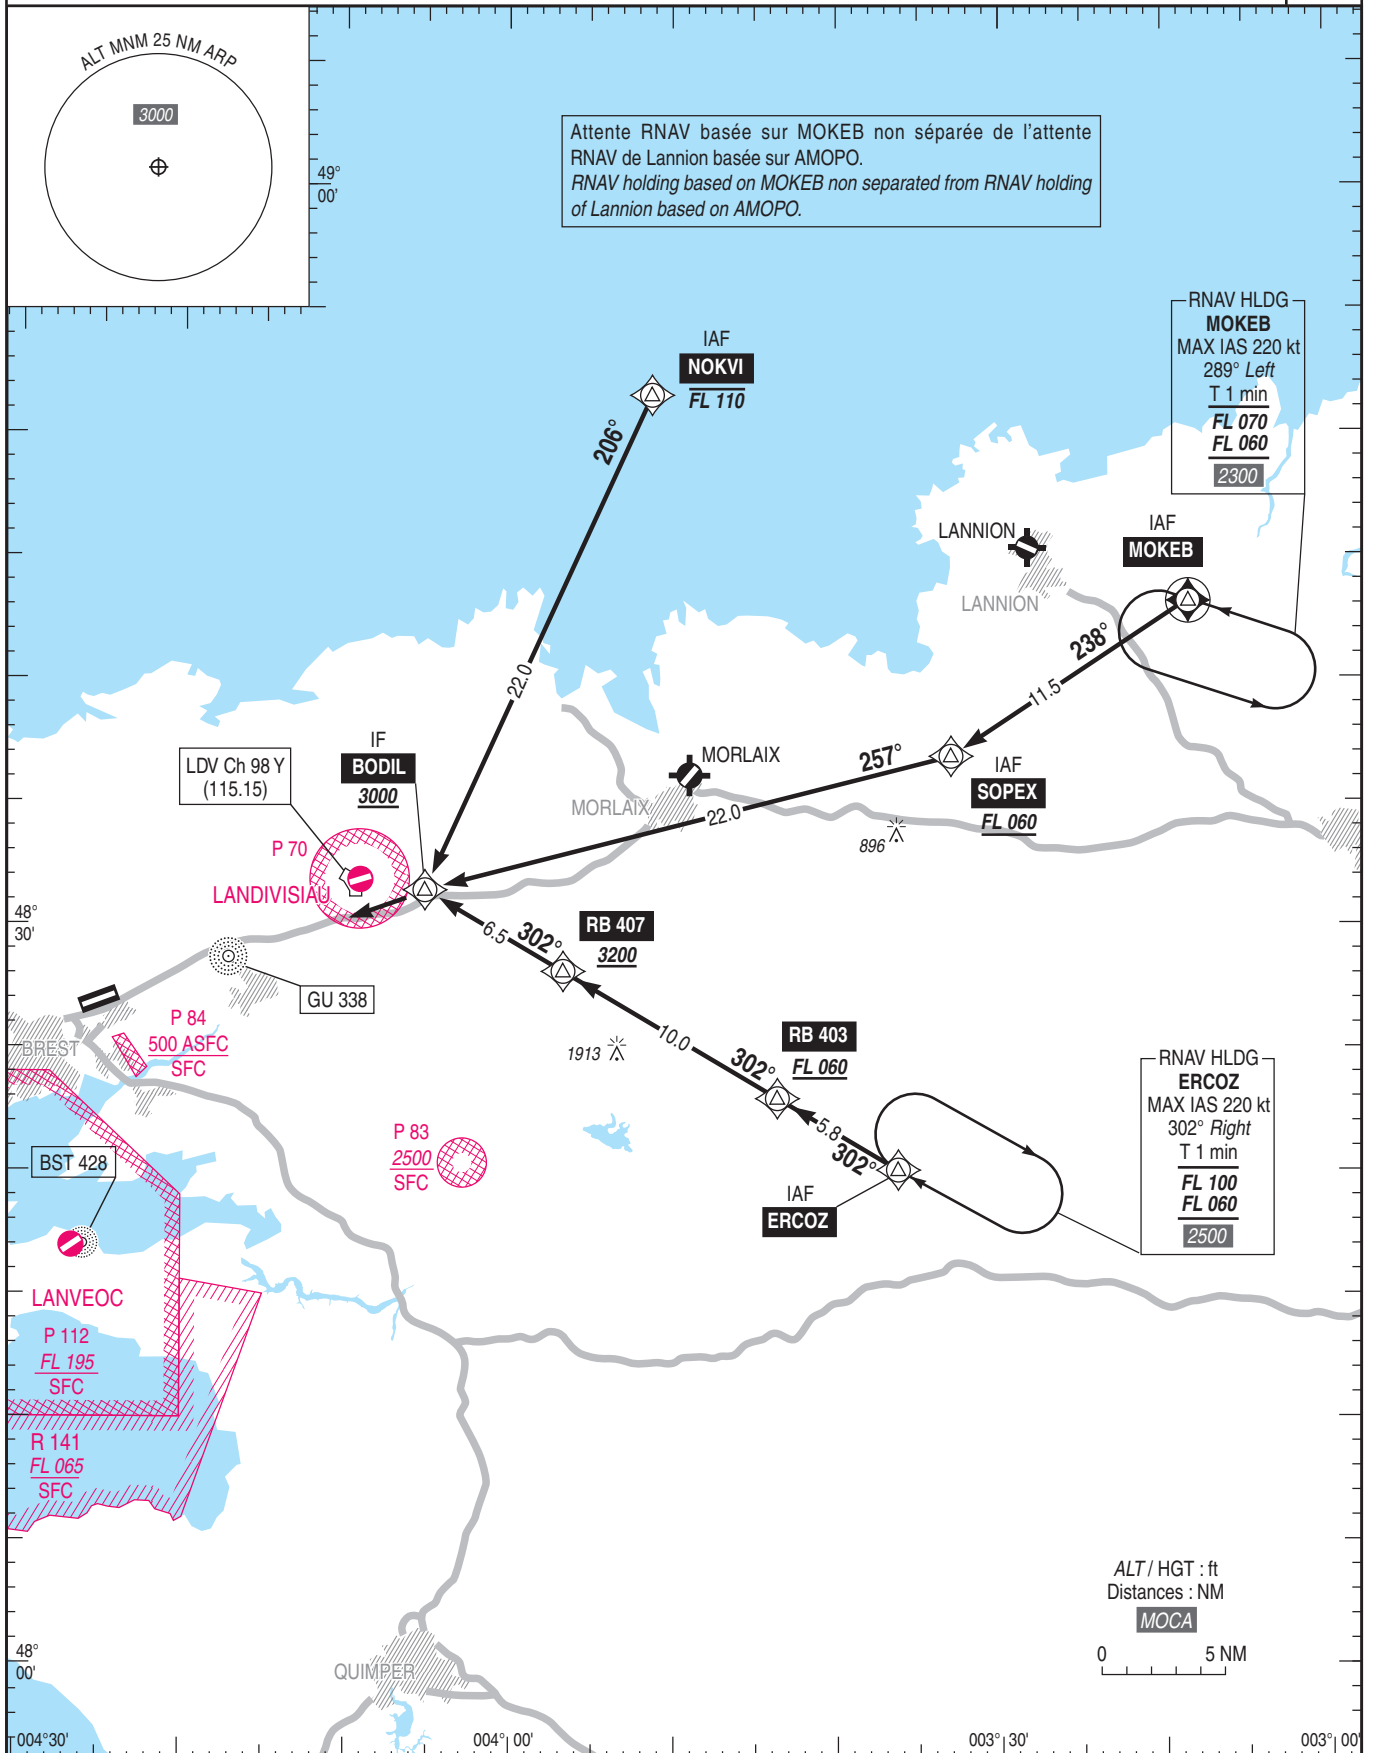 ALT MNM 25 NM ARP
3000
49°
00'
Attente RNAV basée sur MOKEB non séparée de l'attente
RNAV de Lannion basée sur AMOPO.
RNAV holding based on MOKEB non separated from RNAV holding
of Lannion based on AMOPO.
RNAV HLDG
MOKEB
MAX IAS 220 kt
289° Left
T 1 min
FL 070
FL 060
2300
IAF
NOKVI
FL 110
206°
22.0
LANNION
LANNION
IAF
MOKEB
238°
11.5
IF
BODIL
3000
LDV Ch 98 Y
(115.15)
MORLAIX
MORLAIX
257°
22.0
IAF
SOPEX
FL 060
896
P 70
LANDIVISIAU
48°
30'
6.5
302°
RB 407
3200
GU 338
P 84
500 ASFC
SFC
BREST
1913
10.0
302°
RB 403
FL 060
5.8
302°
RNAV HLDG
ERCOZ
MAX IAS 220 kt
302° Right
T 1 min
FL 100
FL 060
2500
P 83
2500
SFC
BST 428
IAF
ERCOZ
LANVEOC
P 112
FL 195
SFC
R 141
FL 065
SFC
ALT / HGT : ft
Distances : NM
MOCA
0 5 NM
48°
00'
QUIMPER
004°30' 004°00' 003°30' 003°00'